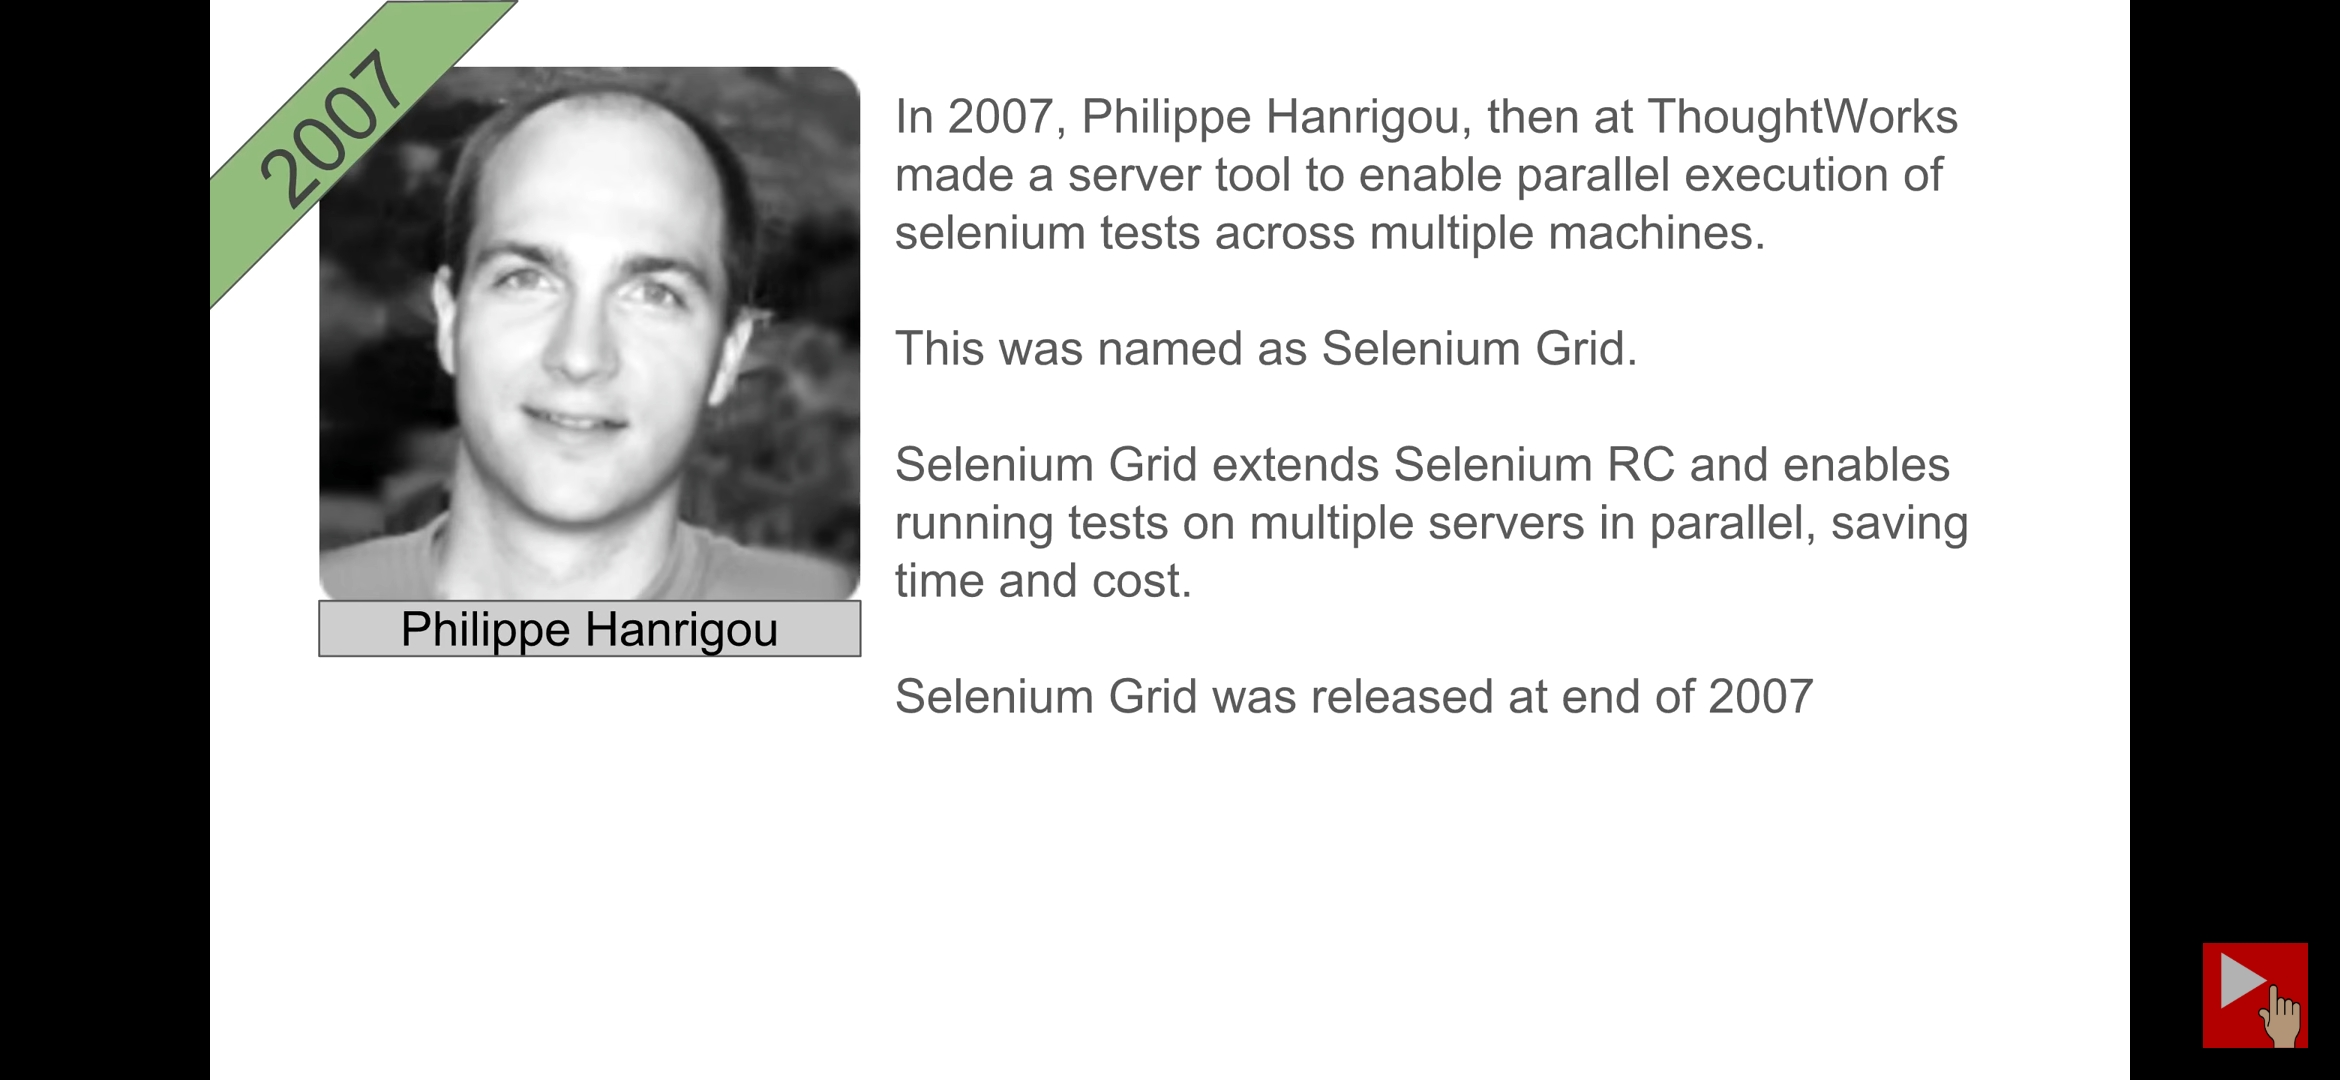 2007
In 2007, Philippe Hanrigou, then at ThoughtWorks
made a server tool to enable parallel execution of
selenium tests across multiple machines.
This was named as Selenium Grid.
Selenium Grid extends Selenium RC and enables
running tests on multiple servers in parallel, saving
time and cost.
Selenium Grid was released at end of 2007
Philippe Hanrigou